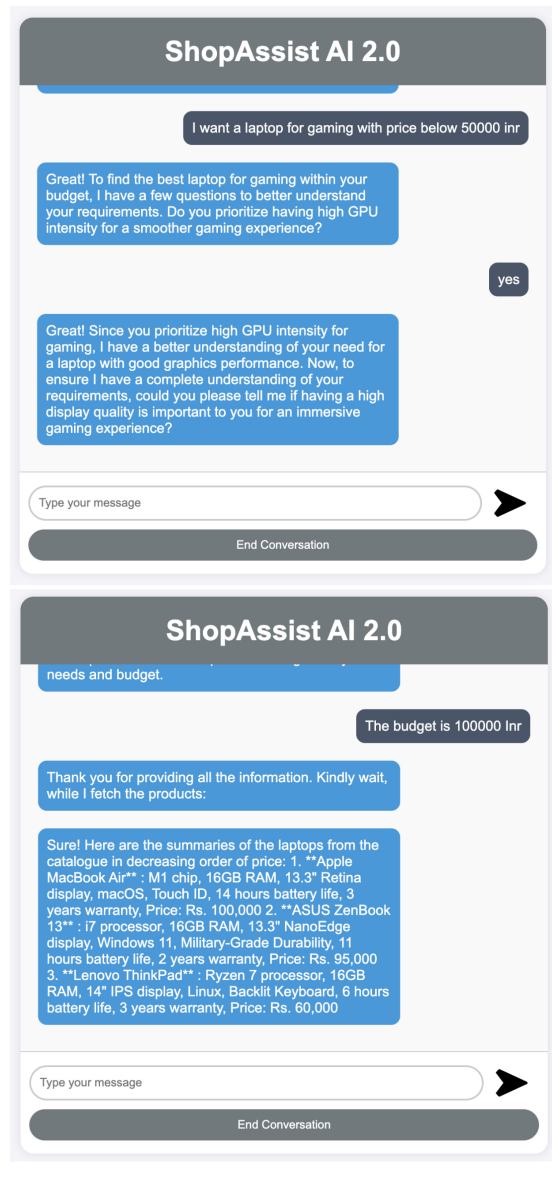 ShopAssist AI 2.0
I want a laptop for gaming with price below 50000 inr
Great! To find the best laptop for gaming within your
budget, I have a few questions to better understand
your requirements. Do you prioritize having high GPU
intensity for a smoother gaming experience?
yes
Great! Since you prioritize high GPU intensity for
gaming, I have a better understanding of your need for
a laptop with good graphics performance. Now, to
ensure I have a complete understanding of your
requirements, could you please tell me if having a high
display quality is important to you for an immersive
gaming experience?
Type your message
End Conversation
ShopAssist AI 2.0
needs and budget.
The budget is 100000 Inr
Thank you for providing all the information. Kindly wait,
while I fetch the products:
Sure! Here are the summaries of the laptops from the
catalogue in decreasing order of price: 1. **Apple
MacBook Air** : M1 chip, 16GB RAM, 13.3" Retina
display, macOS, Touch ID, 14 hours battery life, 3
years warranty, Price: Rs. 100,000 2. **ASUS ZenBook
13** : i7 processor, 16GB RAM, 13.3" NanoEdge
display, Windows 11, Military-Grade Durability, 11
hours battery life, 2 years warranty, Price: Rs. 95,000
3. **Lenovo ThinkPad** : Ryzen 7 processor, 16GB
RAM, 14" IPS display, Linux, Backlit Keyboard, 6 hours
battery life, 3 years warranty, Price: Rs. 60,000
Type your message
End Conversation